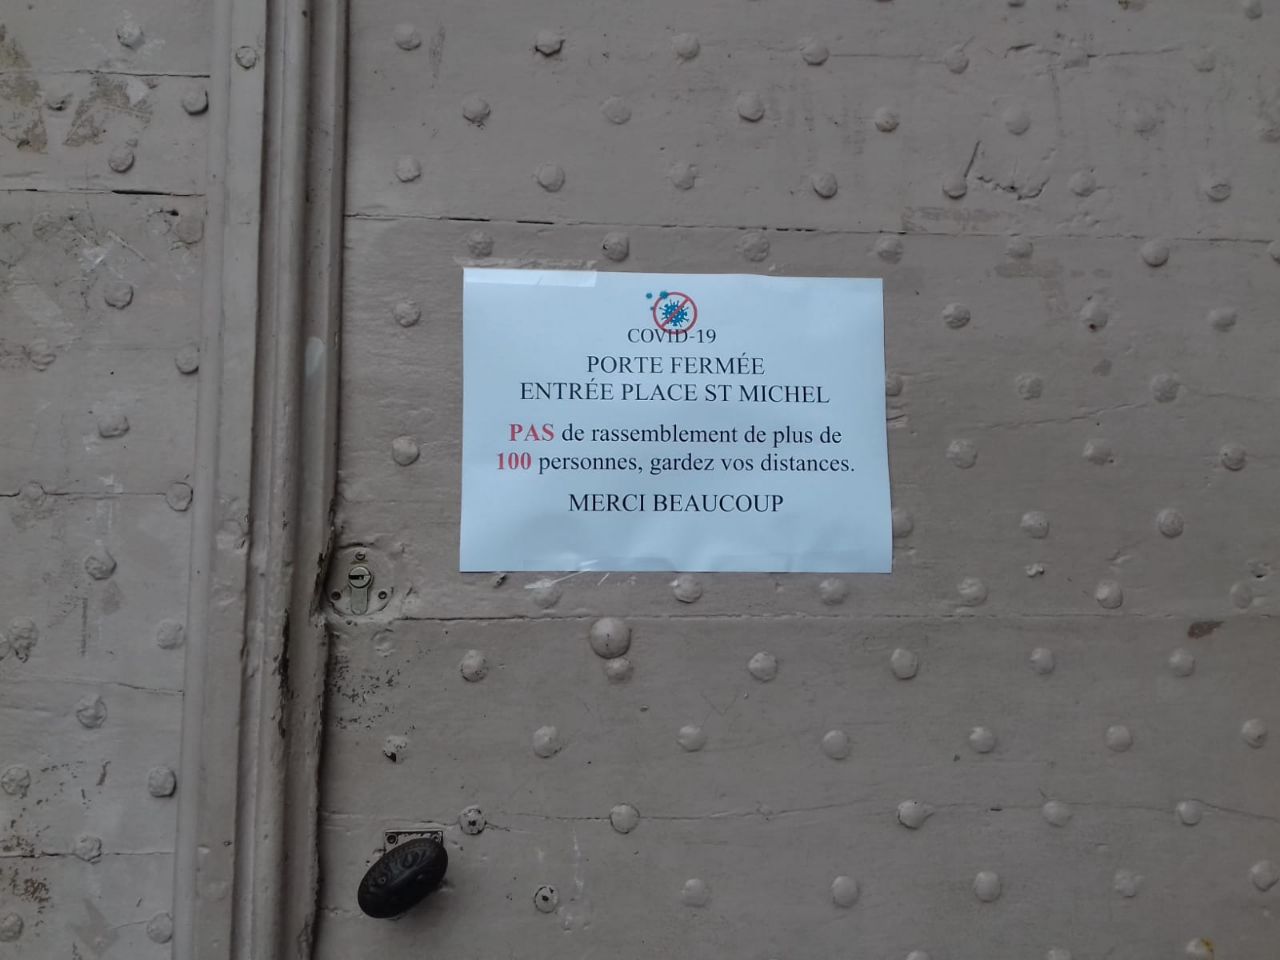 COVID-19
PORTE FERMÉE
ENTRÉE PLACE ST MICHEL
PAS de rassemblement de plus de
100 personnes, gardez vos distances.
MERCI BEAUCOUP